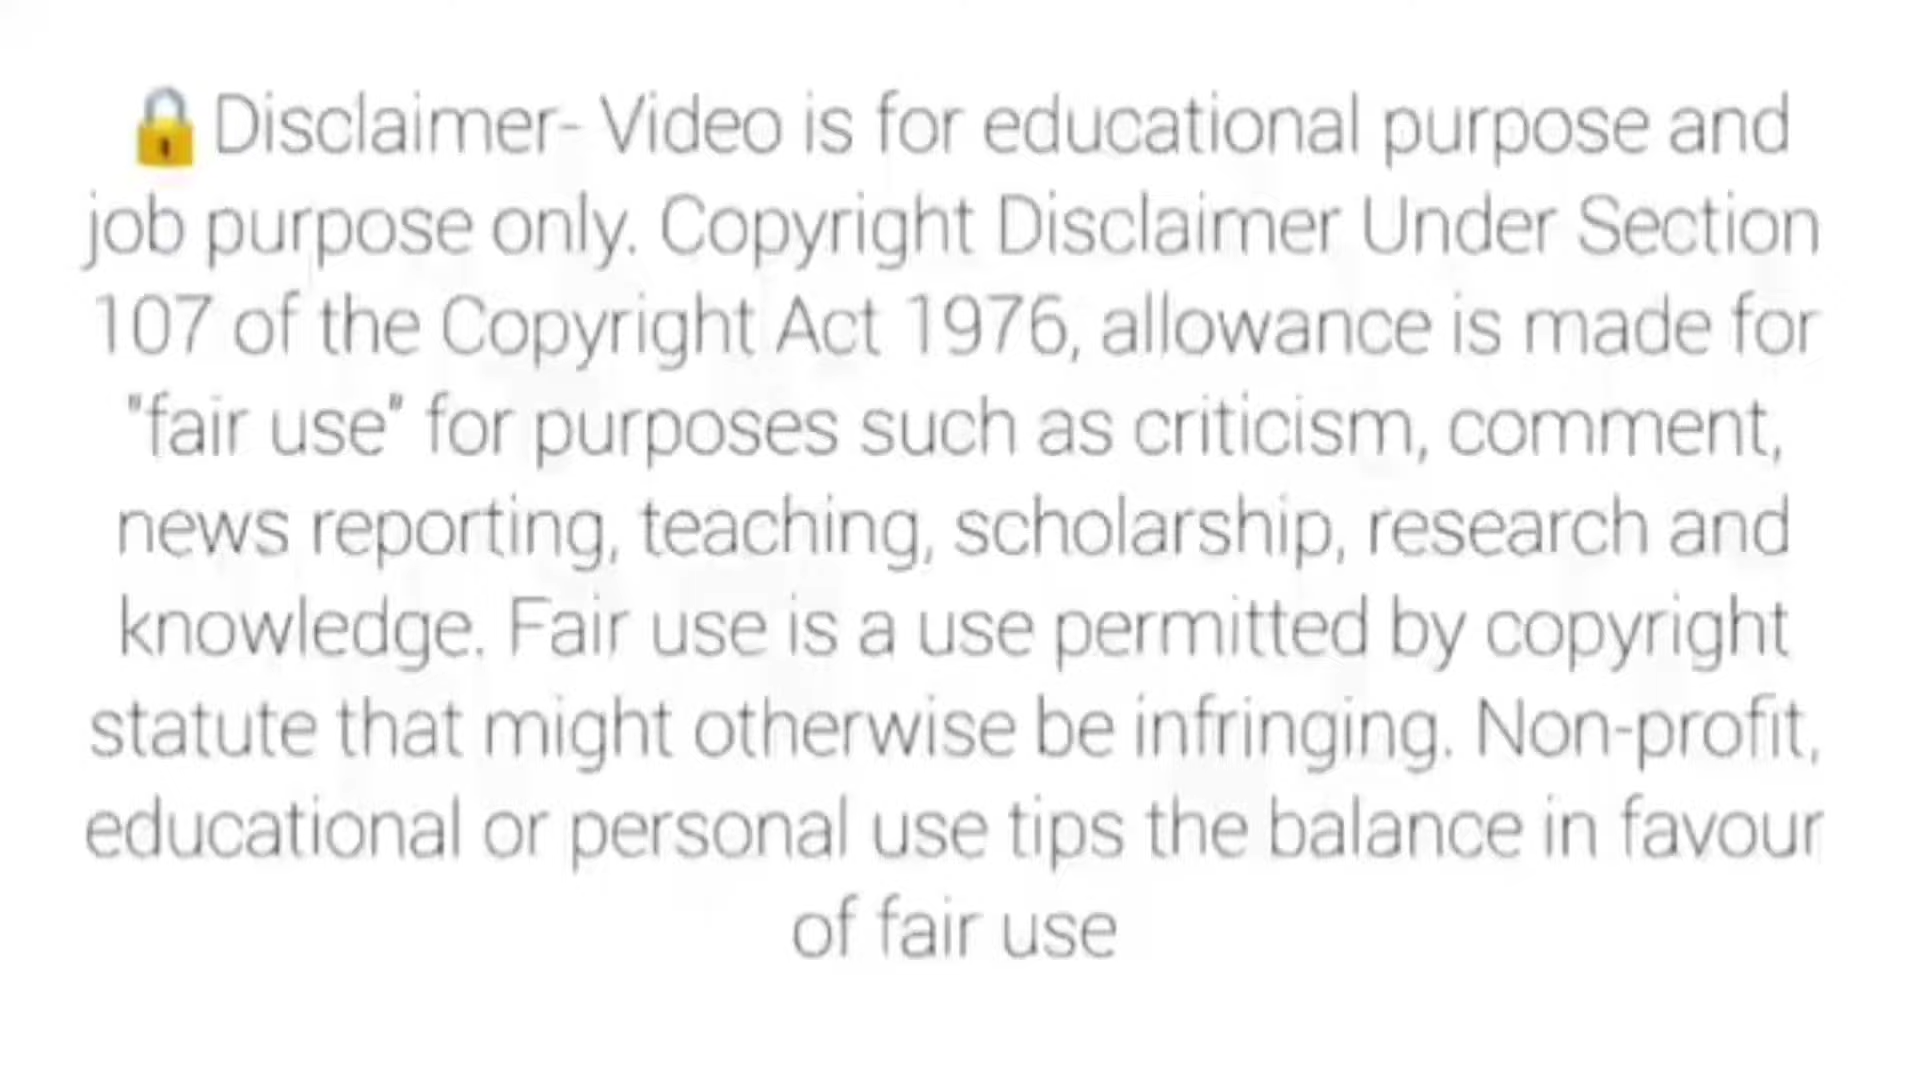 🔒Disclaimer- Video is for educational purpose and
job purpose only. Copyright Disclaimer Under Section
107 of the Copyright Act 1976, allowance is made for
"fair use" for purposes such as criticism, comment,
news reporting, teaching, scholarship, research and
knowledge. Fair use is a use permitted by copyright
statute that might otherwise be infringing. Non-profit,
educational or personal use tips the balance in favour
of fair use